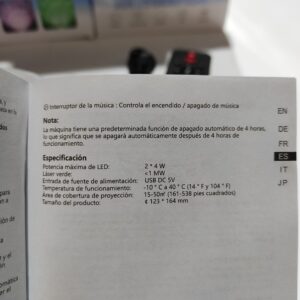 Interruptor de la música : Controla el encendido / apagado de música
Nota:
La máquina tiene una predeterminada función de apagado automático de 4 horas,
lo que significa que se apagará automáticamente después de 4 horas de
funcionamiento.
Especificación
Potencia máxima de LED: 2 * 4 W
Láser verde: <1 MW
Entrada de fuente de alimentación: USB DC 5V
Temperatura de funcionamiento: -10 ° C a 40 ° C (14 ° F y 104 ° F)
Área de cobertura de proyección: 15-50㎡ (161-538 pies cuadrados)
Tamaño del producto: ¢ 123 * 164 mm
EN
DE
FR
ES
IT
JP